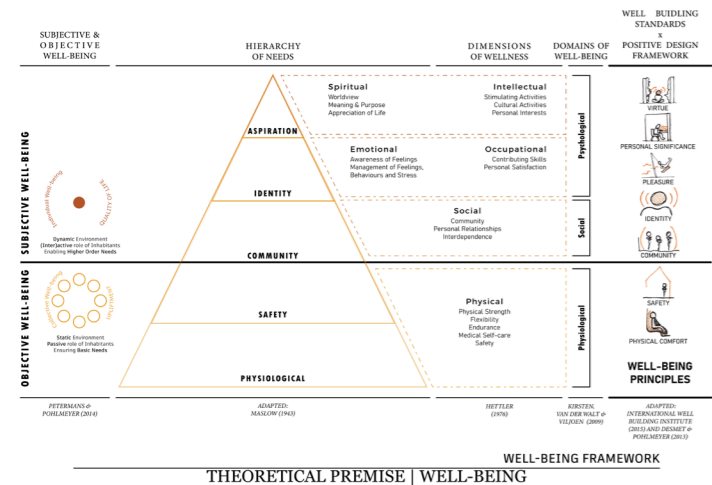 SUBJECTIVE &
OBJECTIVE
WELL-BEING
HIERARCHY
OF NEEDS
DIMENSIONS
OF WELLNESS
DOMAINS OF
WELL-BEING
WELL BUIDLING
STANDARDS
x
POSITIVE DESIGN
FRAMEWORK
SUBJECTIVE WELL-BEING
Individual Well-being
QUALITY OF LIFE
Dynamic Environment
(Inter)active role of Inhabitants
Enabling Higher Order Needs
OBJECTIVE WELL-BEING
Collective Well-being
Static Environment
Passive role of Inhabitants
Ensuring Basic Needs
ASPIRATION
IDENTITY
COMMUNITY
SAFETY
PHYSIOLOGICAL
Spiritual
Worldview
Meaning & Purpose
Appreciation of Life
Intellectual
Stimulating Activities
Cultural Activities
Personal Interests
Emotional
Awareness of Feelings
Management of Feelings,
Behaviours and Stress
Occupational
Contributing Skills
Personal Satisfaction
Social
Community
Personal Relationships
Interdependence
Physical
Physical Strength
Flexibility
Endurance
Medical Self-care
Safety
Psychological
Social
Physiological
VIRTUE
PERSONAL SIGNIFICANCE
PLEASURE
IDENTITY
COMMUNITY
SAFETY
PHYSICAL COMFORT
WELL-BEING
PRINCIPLES
PETERMANS &
POHLMEYER (2014)
ADAPTED:
MASLOW (1943)
HETTLER
(1976)
KIRSTEN,
VAN DER WALT &
VILJOEN (2009)
ADAPTED:
INTERNATIONAL WELL
BUILDING INSTITUTE
(2015) AND DESMET &
POHLMEYER (2013)
WELL-BEING FRAMEWORK
THEORETICAL PREMISE | WELL-BEING